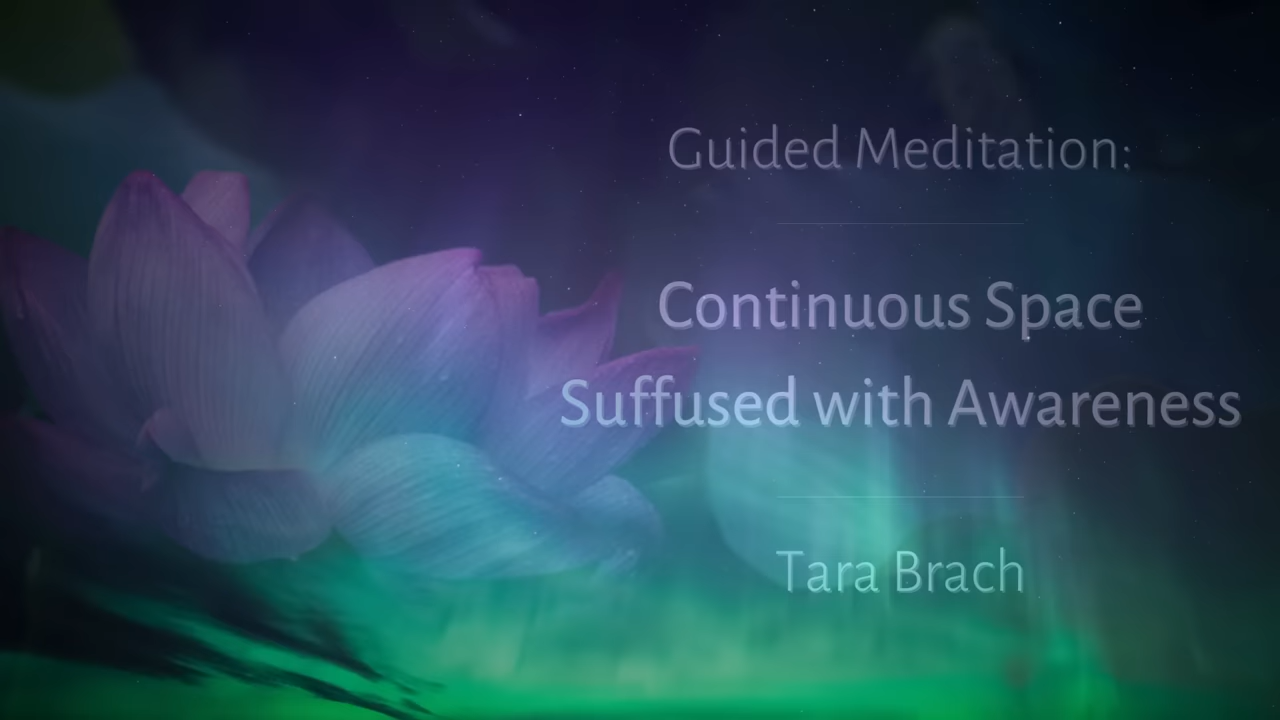 Guided Meditation:
Continuous Space
Suffused with Awareness
Tara Brach